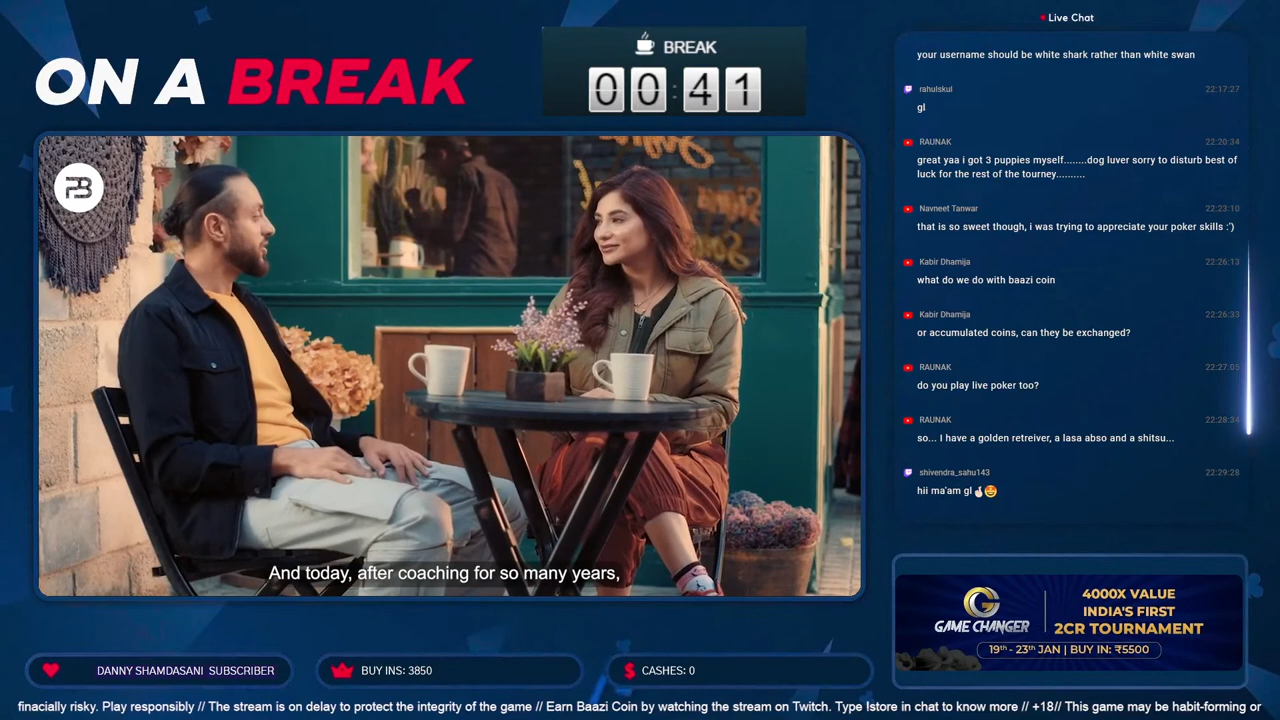 Live Chat
ON A BREAK
BREAK
00:41
your username should be white shark rather than white swan
rahulskul 22:17:27
gl
RAUNAK 22:20:34
great yaa i got 3 puppies myself........dog luver sorry to disturb best of
luck for the rest of the tourney..........
Navneet Tanwar 22:23:10
that is so sweet though, i was trying to appreciate your poker skills :')
Kabir Dhamija 22:26:13
what do we do with baazi coin
Kabir Dhamija 22:26:33
or accumulated coins, can they be exchanged?
RAUNAK 22:27:05
do you play live poker too?
RAUNAK 22:28:34
so... I have a golden retreiver, a lasa abso and a shitsu...
shivendra_sahu143 22:29:28
hii ma'am gl🤞🏻🤩
PB
And today, after coaching for so many years,
G
GAME CHANGER
4000X VALUE
INDIA'S FIRST
2CR TOURNAMENT
19th - 23th JAN | BUY IN: ₹5500
DANNY SHAMDASANI SUBSCRIBER
BUY INS: 3850
CASHES: 0
finacially risky. Play responsibly // The stream is on delay to protect the integrity of the game // Earn Baazi Coin by watching the stream on Twitch. Type !store in chat to know more // +18// This game may be habit-forming or